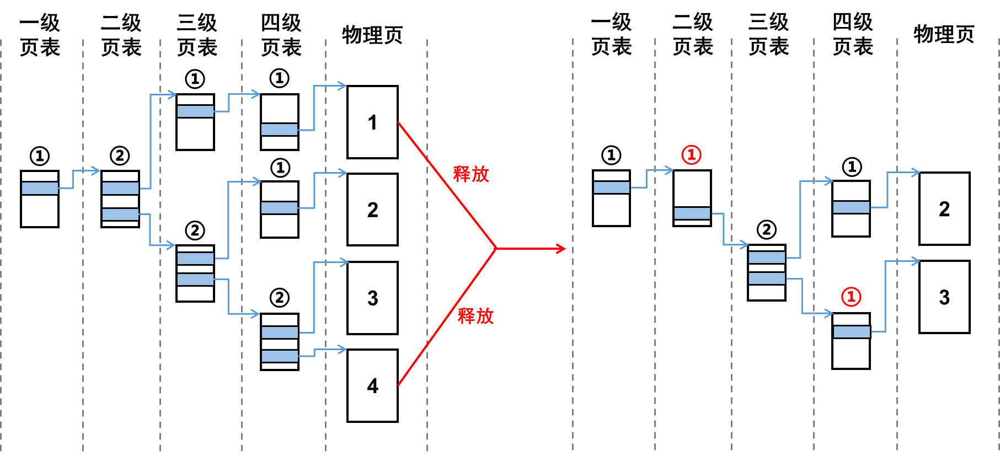 一级
页表
二级
页表
三级
页表
四级
页表
物理页
①
②
①
②
①
①
②
1
2
3
4
释放
释放
一级
页表
二级
页表
三级
页表
四级
页表
物理页
①
①
②
①
①
2
3